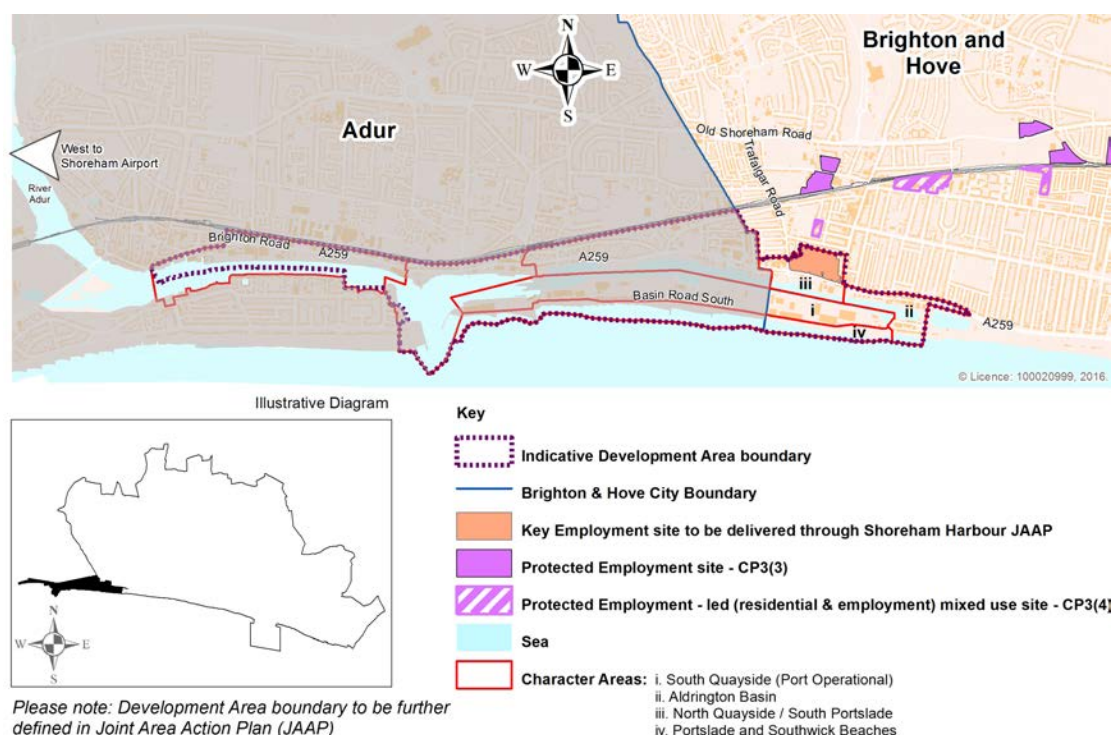 N
W E
S
Brighton and
Hove
Adur
Old Shoreham Road
Trafalgar Road
West to
Shoreham Airport
River
Adur
Brighton Road
A259
A259
Basin Road South
iii
i
ii
iv
A259
© Licence: 100020999, 2016.
Illustrative Diagram
N
W E
S
Please note: Development Area boundary to be further
defined in Joint Area Action Plan (JAAP)
Key
Indicative Development Area boundary
Brighton & Hove City Boundary
Key Employment site to be delivered through Shoreham Harbour JAAP
Protected Employment site - CP3(3)
Protected Employment - led (residential & employment) mixed use site - CP3(4)
Sea
Character Areas: i. South Quayside (Port Operational)
ii. Aldrington Basin
iii. North Quayside / South Portslade
iv. Portslade and Southwick Beaches